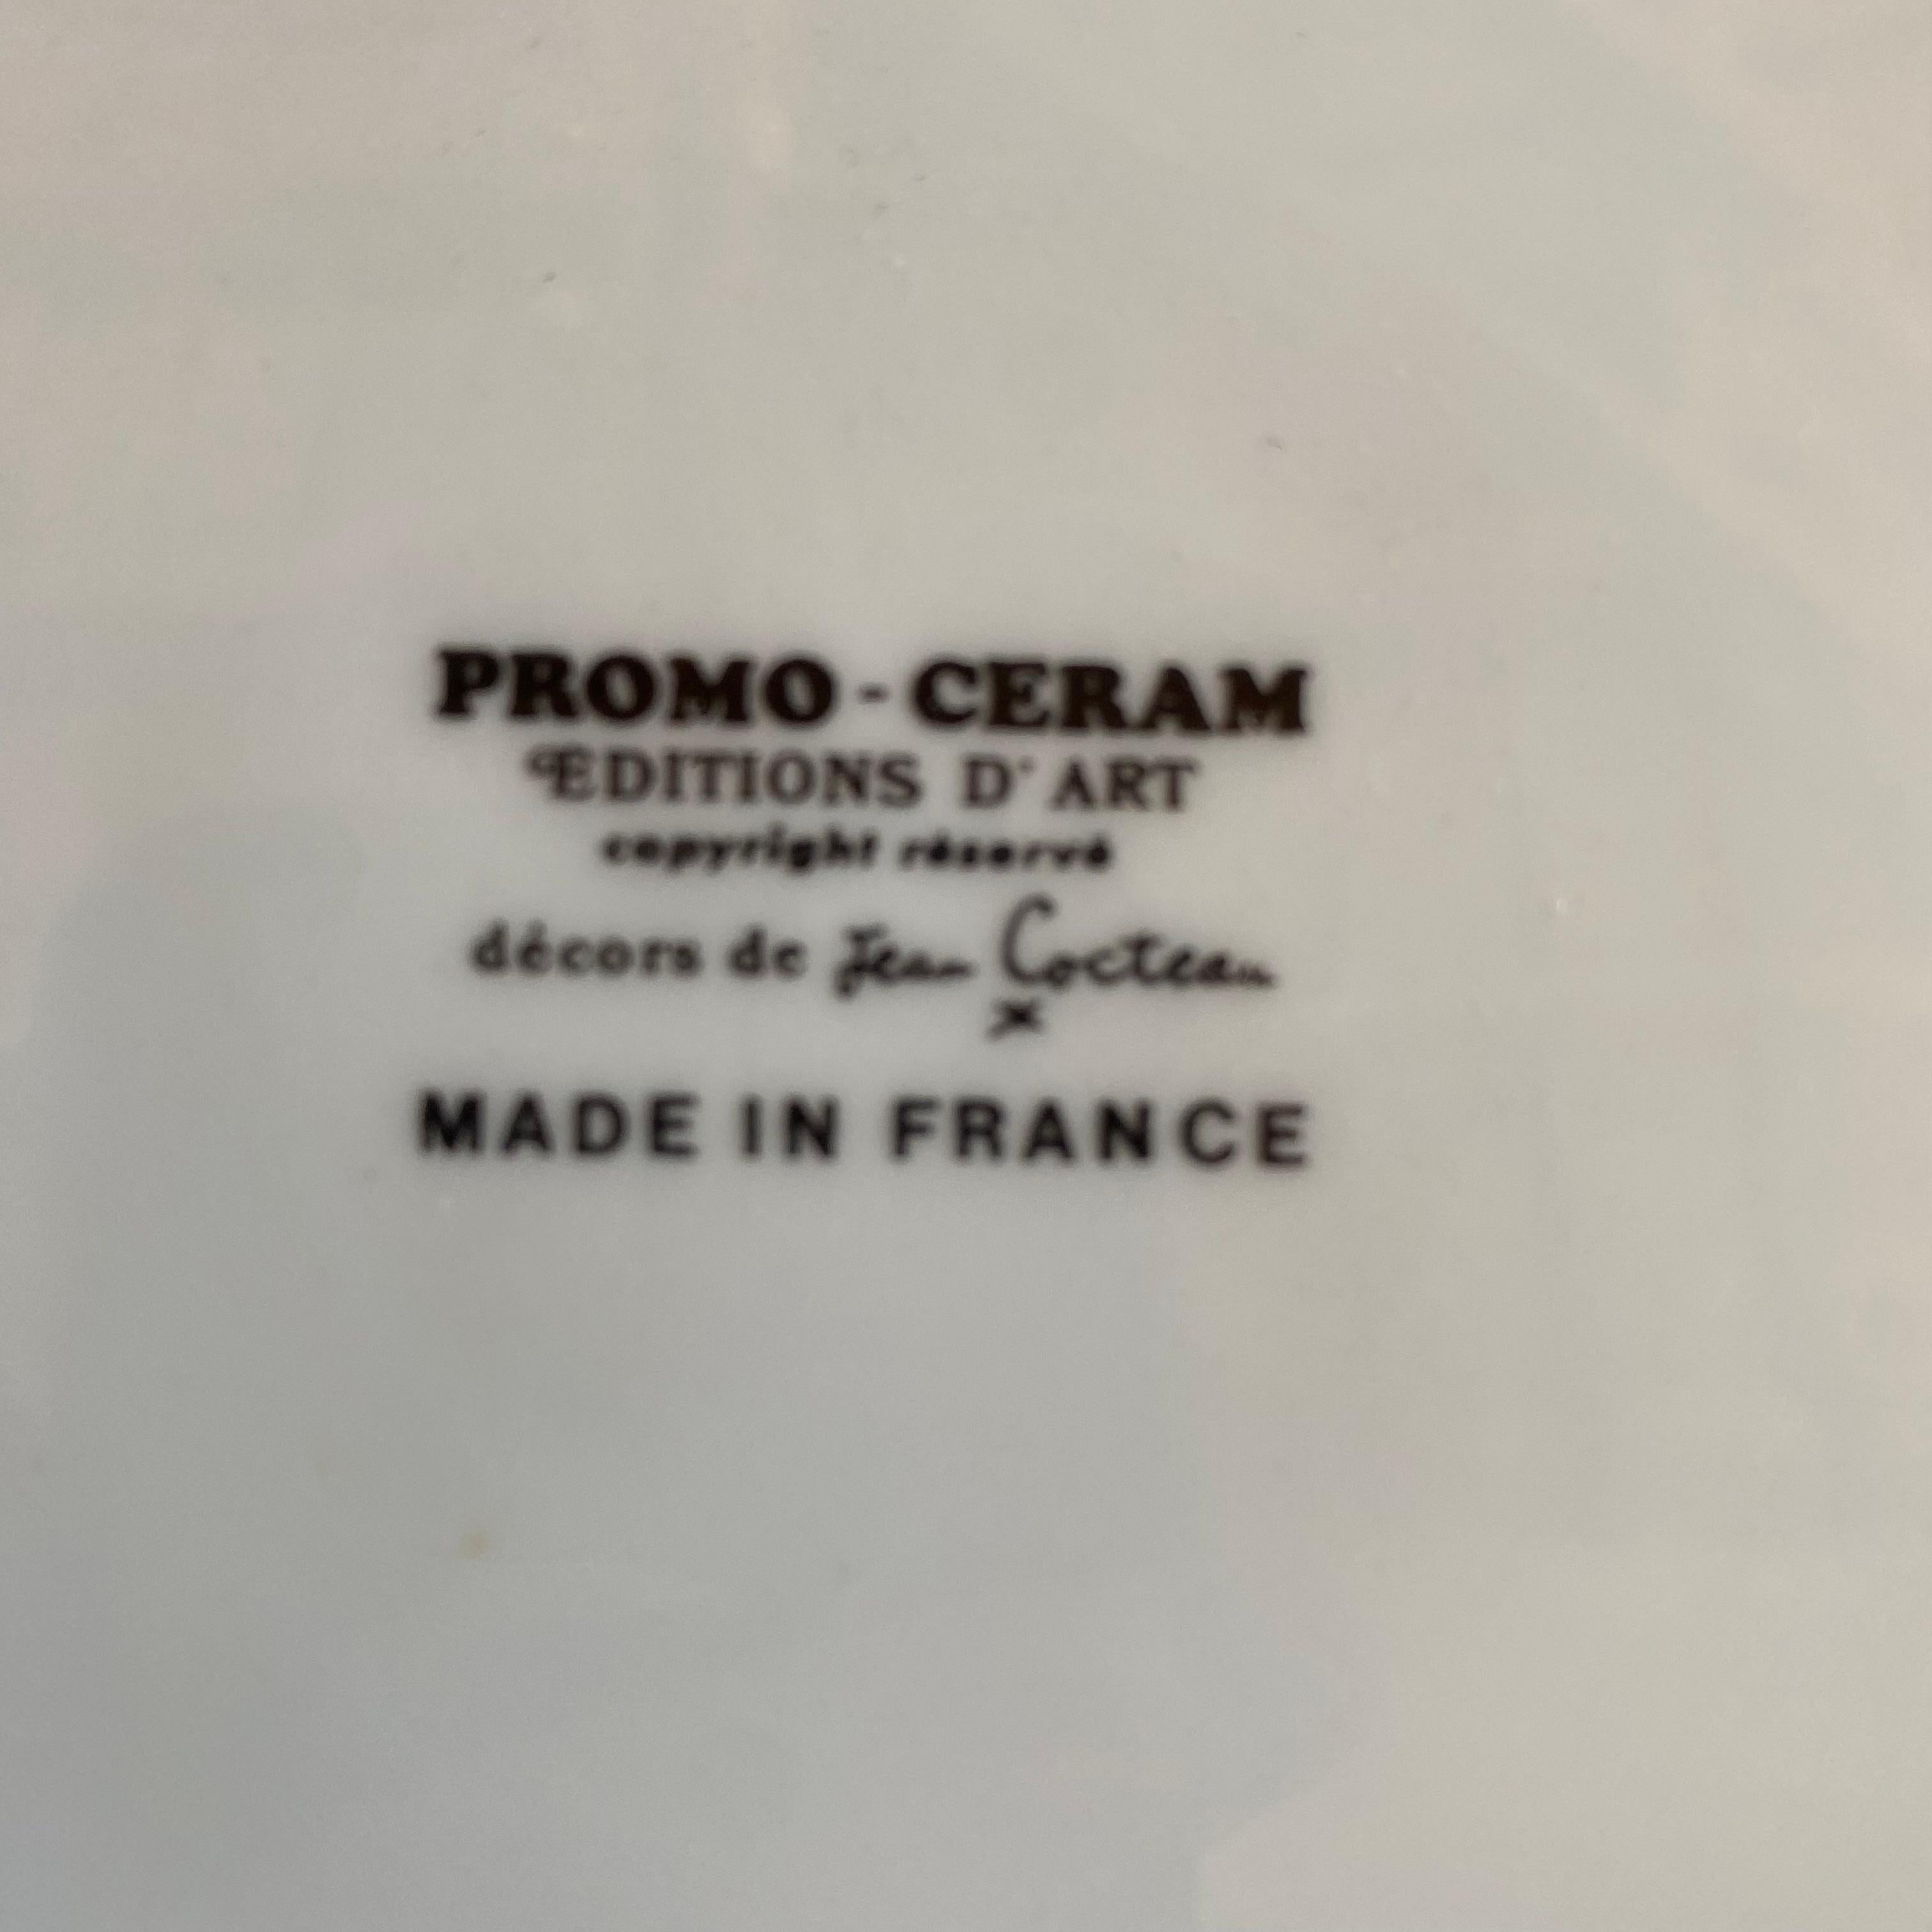 PROMO - CERAM
EDITIONS D'ART
copyright réservé
décors de Jean Cocteau
MADE IN FRANCE